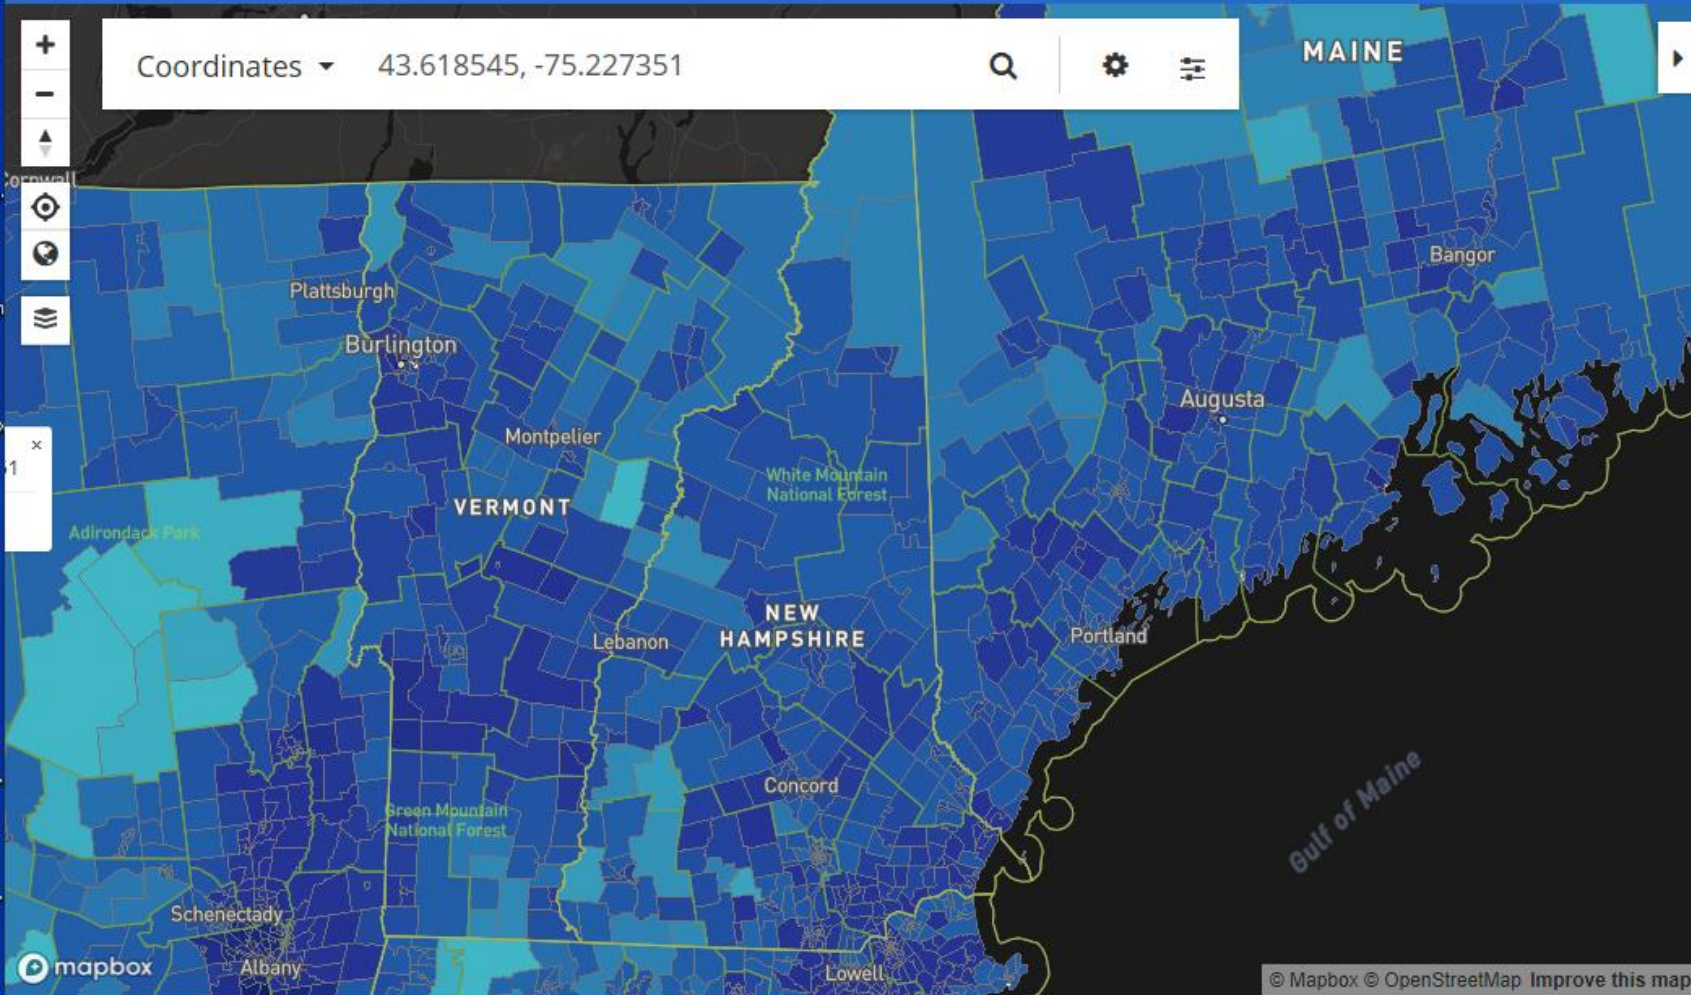 Coordinates 43.618545, -75.227351
MAINE
Cornwall
Plattsburgh
Bangor
Burlington
Augusta
Montpelier
×
51
White Mountain
National Forest
VERMONT
Adirondack Park
NEW
HAMPSHIRE
Lebanon
Portland
Concord
Green Mountain
National Forest
Gulf of Maine
Schenectady
mapbox
Albany
Lowell
© Mapbox © OpenStreetMap Improve this map